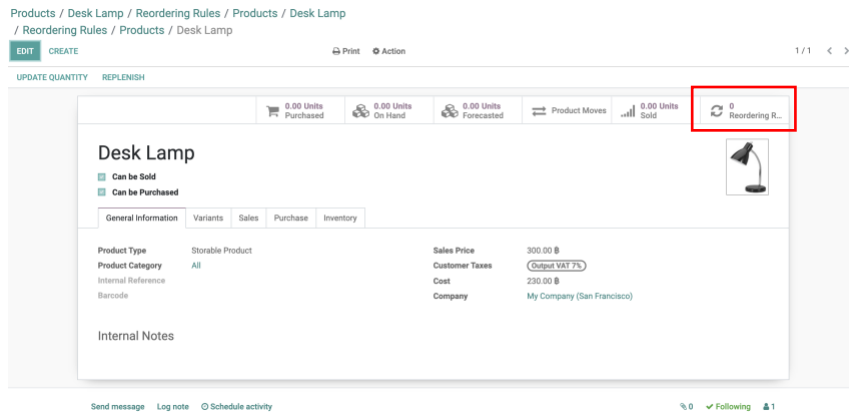 Products / Desk Lamp / Reordering Rules / Products / Desk Lamp
/ Reordering Rules / Products / Desk Lamp
EDIT CREATE Print Action 1 / 1
UPDATE QUANTITY REPLENISH
0.00 Units Purchased
0.00 Units On Hand
0.00 Units Forecasted
Product Moves
0.00 Units Sold
0 Reordering R...
Desk Lamp
Can be Sold
Can be Purchased
General Information Variants Sales Purchase Inventory
Product Type Storable Product Sales Price 300.00 ฿
Product Category All Customer Taxes Output VAT 7%
Internal Reference Cost 230.00 ฿
Barcode Company My Company (San Francisco)
Internal Notes
Send message Log note Schedule activity 0 Following 1